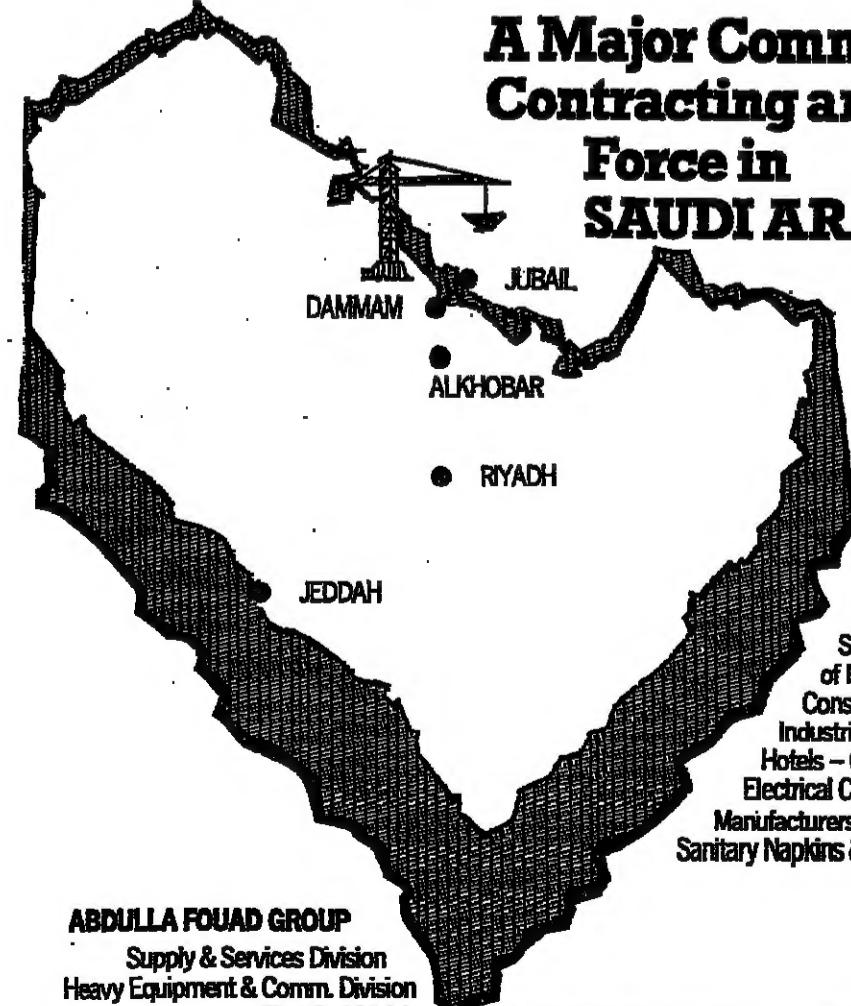 A Major Comm
Contracting an
Force in
SAUDI AR
JUBAIL
DAMMAM
ALKHOBAR
RIYADH
JEDDAH
S
of
Cons
Industri
Hotels –
Electrical C
Manufacturers
Sanitary Napkins &
ABDULLA FOUAD GROUP
Supply & Services Division
Heavy Equipment & Comm. Division